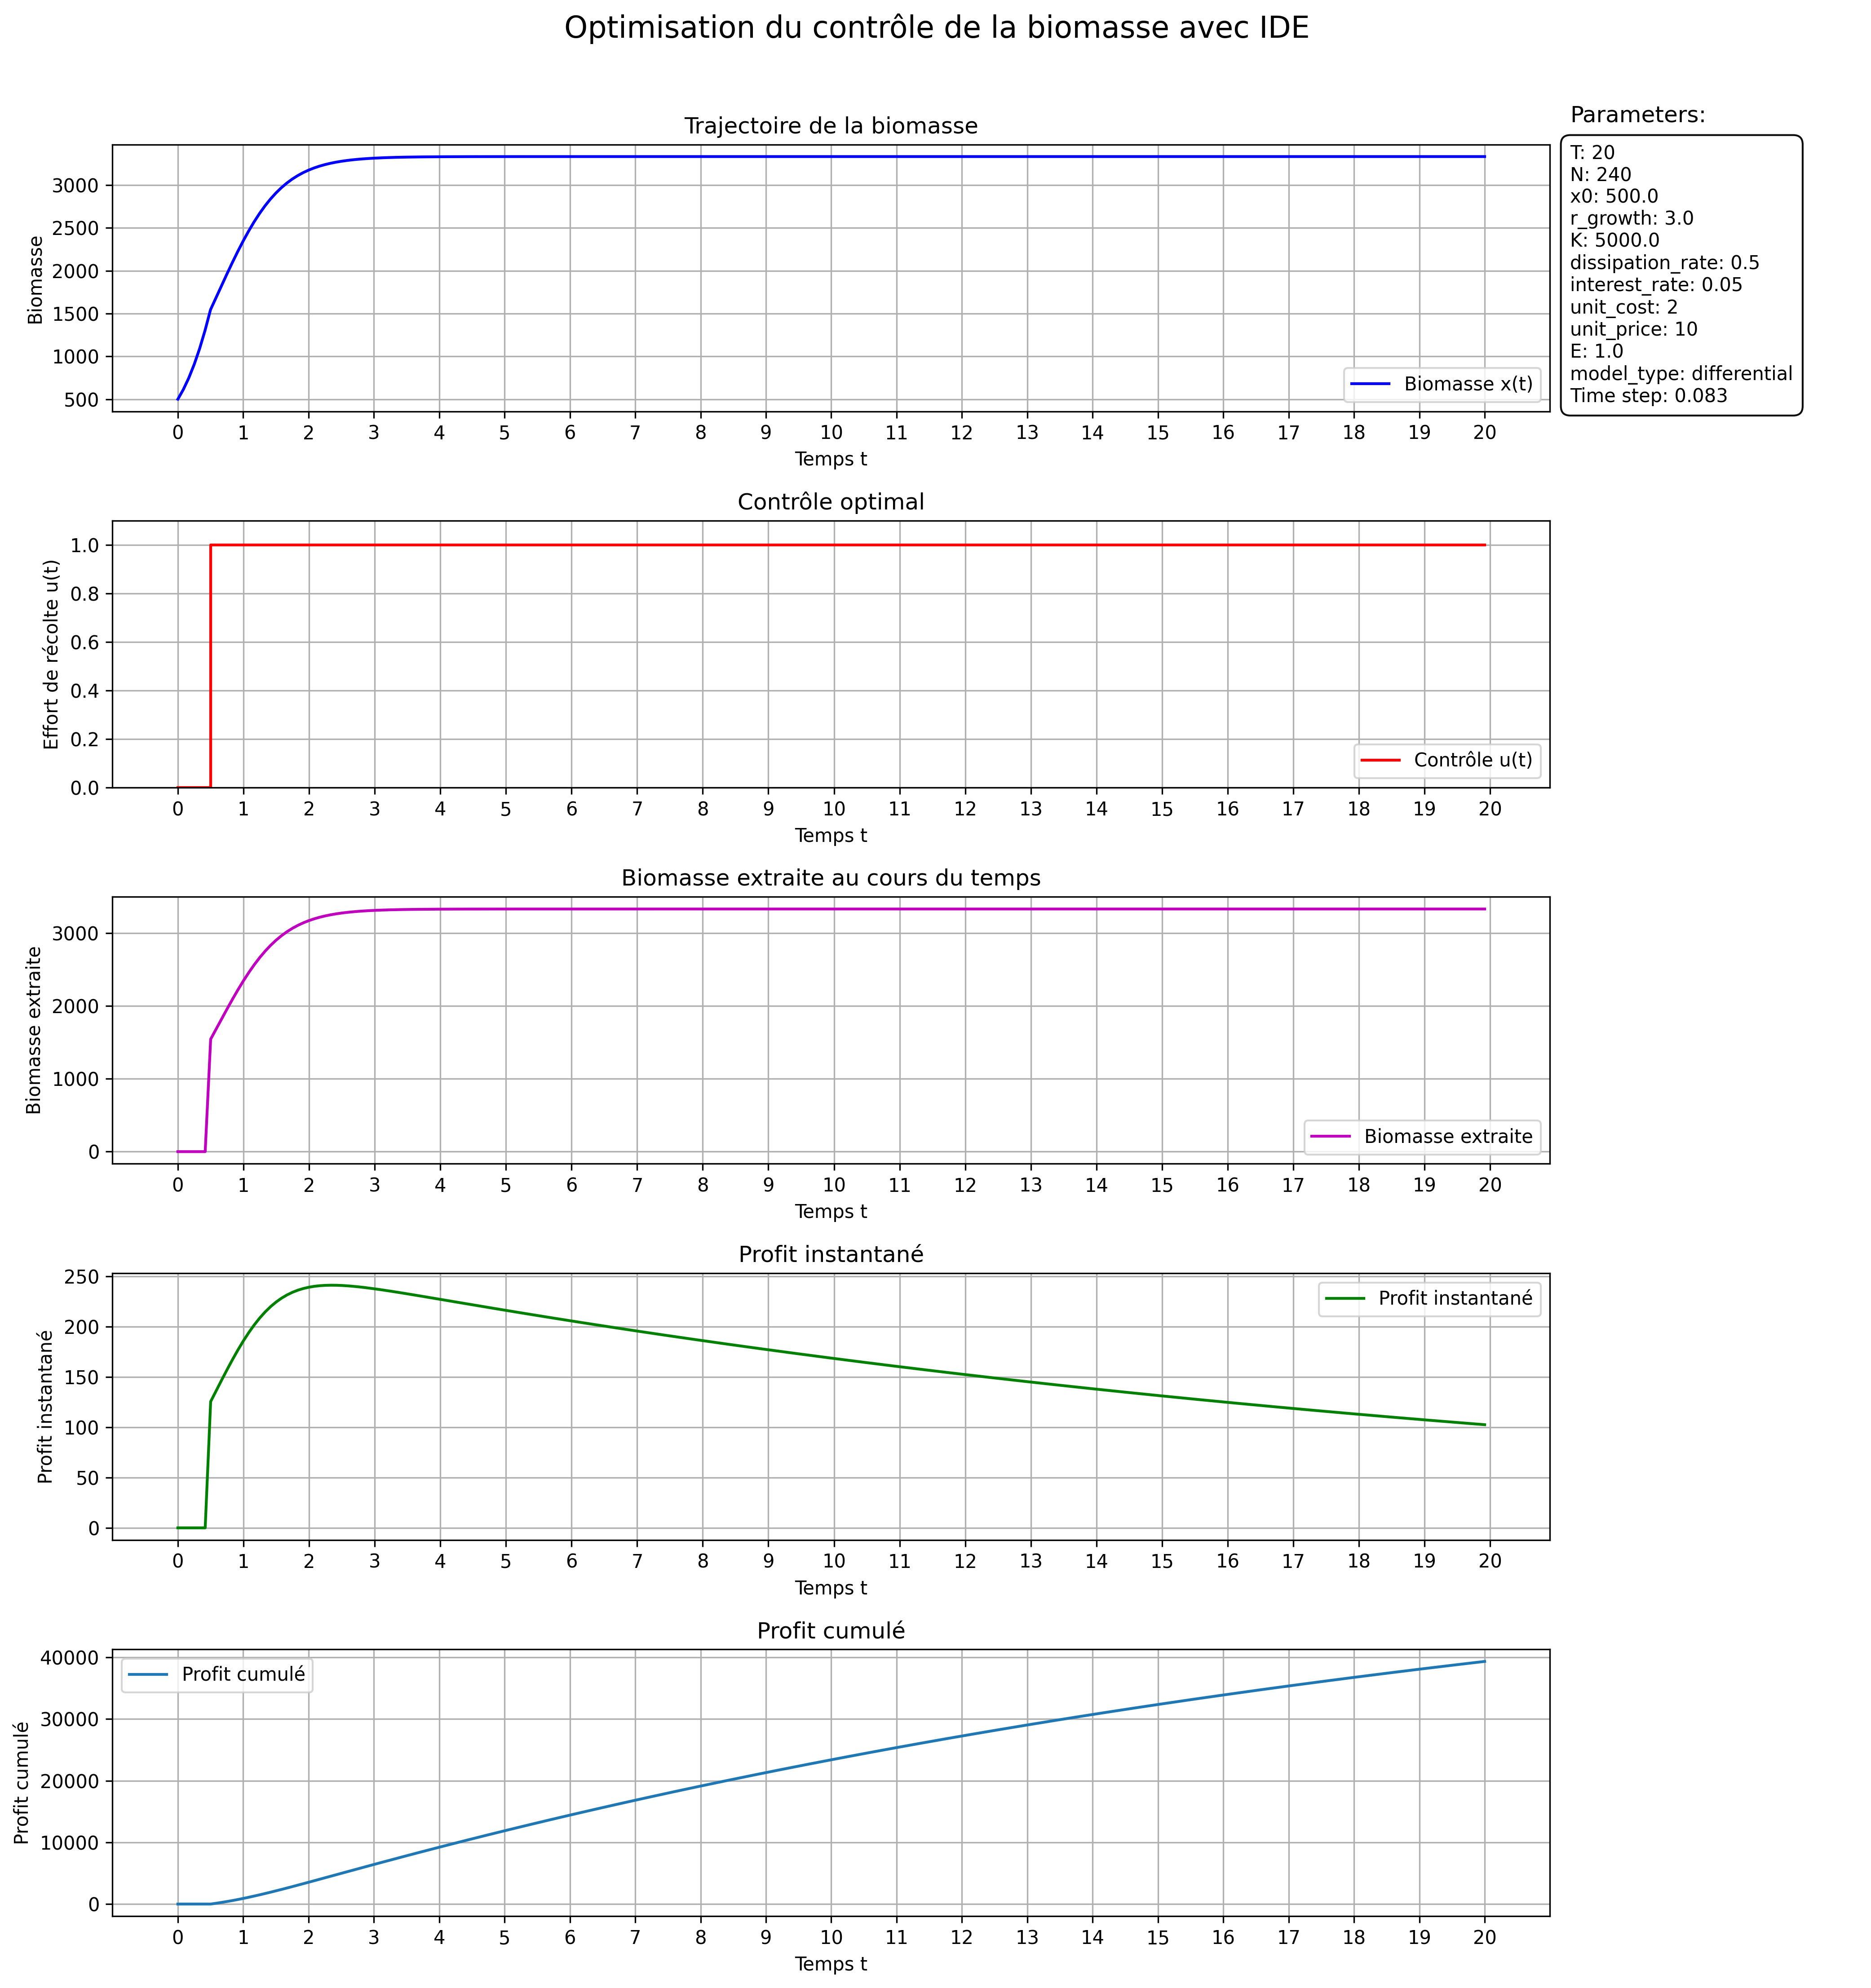 Optimisation du contrôle de la biomasse avec IDE
Trajectoire de la biomasse
Biomasse
3000
2500
2000
1500
1000
500
Biomasse x(t)
0 1 2 3 4 5 6 7 8 9 10 11 12 13 14 15 16 17 18 19 20
Temps t
Parameters:
T: 20
N: 240
x0: 500.0
r_growth: 3.0
K: 5000.0
dissipation_rate: 0.5
interest_rate: 0.05
unit_cost: 2
unit_price: 10
E: 1.0
model_type: differential
Time step: 0.083
Contrôle optimal
Effort de récolte u(t)
1.0
0.8
0.6
0.4
0.2
0.0
Contrôle u(t)
0 1 2 3 4 5 6 7 8 9 10 11 12 13 14 15 16 17 18 19 20
Temps t
Biomasse extraite au cours du temps
Biomasse extraite
3000
2000
1000
0
Biomasse extraite
0 1 2 3 4 5 6 7 8 9 10 11 12 13 14 15 16 17 18 19 20
Temps t
Profit instantané
Profit instantané
250
200
150
100
50
0
Profit instantané
0 1 2 3 4 5 6 7 8 9 10 11 12 13 14 15 16 17 18 19 20
Temps t
Profit cumulé
Profit cumulé
40000
30000
20000
10000
0
Profit cumulé
0 1 2 3 4 5 6 7 8 9 10 11 12 13 14 15 16 17 18 19 20
Temps t